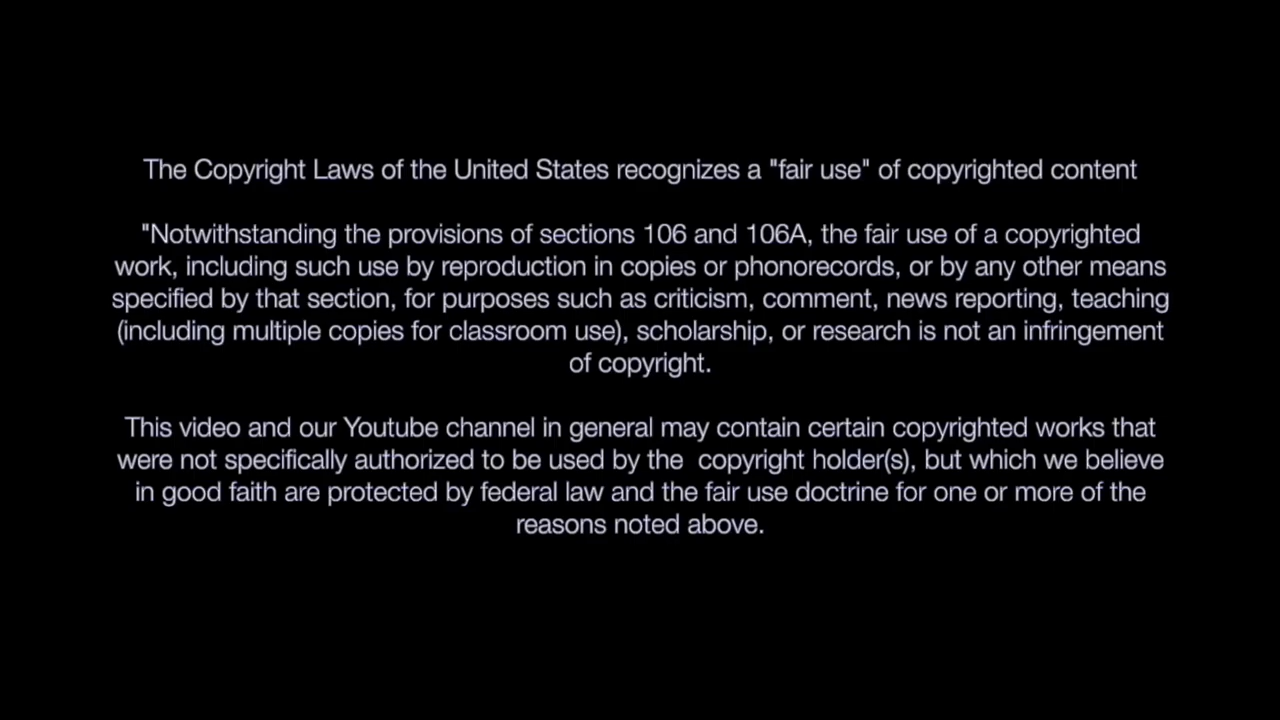 The Copyright Laws of the United States recognizes a "fair use" of copyrighted content
"Notwithstanding the provisions of sections 106 and 106A, the fair use of a copyrighted
work, including such use by reproduction in copies or phonorecords, or by any other means
specified by that section, for purposes such as criticism, comment, news reporting, teaching
(including multiple copies for classroom use), scholarship, or research is not an infringement
of copyright.
This video and our Youtube channel in general may contain certain copyrighted works that
were not specifically authorized to be used by the  copyright holder(s), but which we believe
in good faith are protected by federal law and the fair use doctrine for one or more of the
reasons noted above.